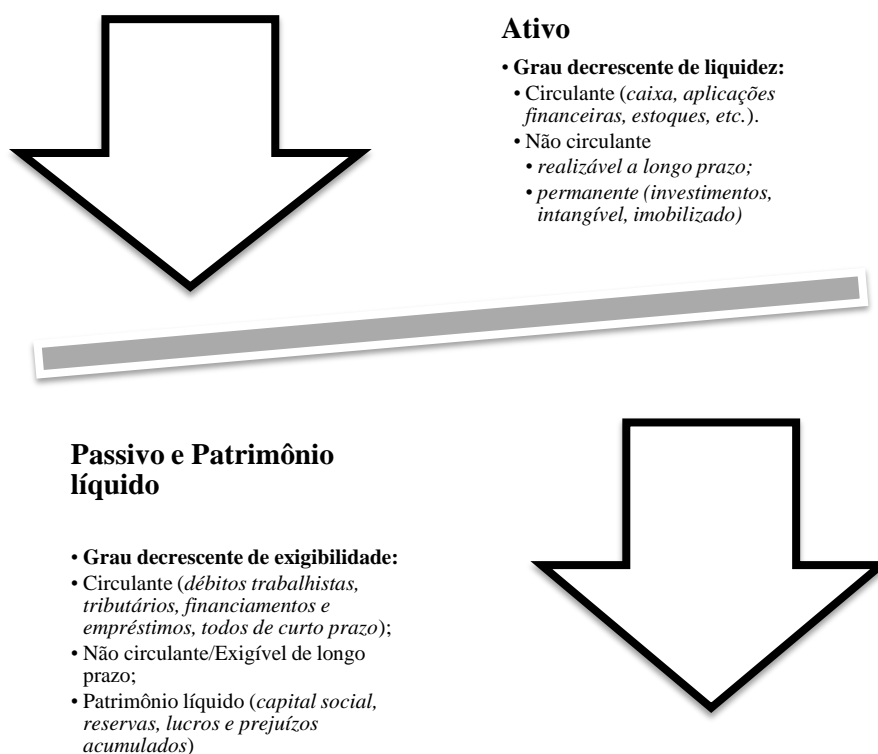 Ativo
• Grau decrescente de liquidez:
• Circulante (caixa, aplicações
financeiras, estoques, etc.).
• Não circulante
• realizável a longo prazo;
• permanente (investimentos,
intangível, imobilizado)
Passivo e Patrimônio
líquido
• Grau decrescente de exigibilidade:
• Circulante (débitos trabalhistas,
tributários, financiamentos e
empréstimos, todos de curto prazo);
• Não circulante/Exigível de longo
prazo;
• Patrimônio líquido (capital social,
reservas, lucros e prejuízos
acumulados)